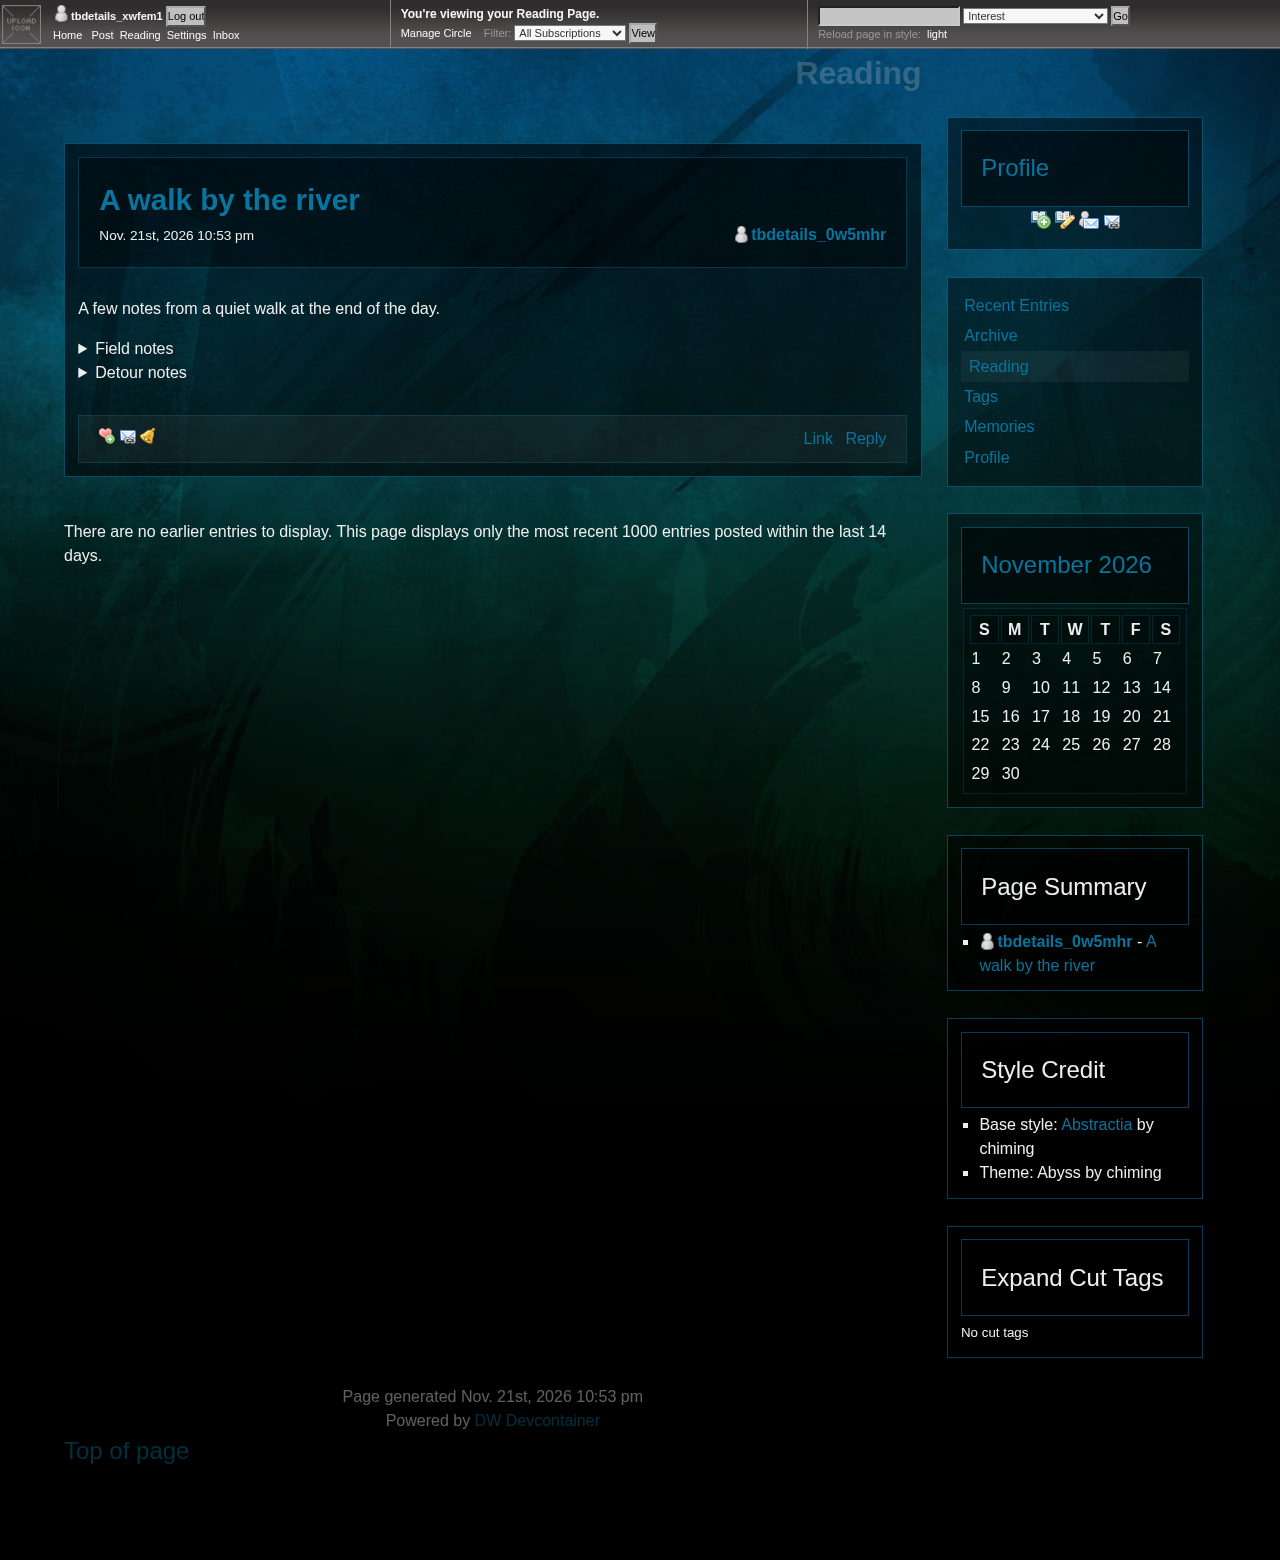 UPLOAD ICON
tbdetails_xwfem1 Log out
Home Post Reading Settings Inbox
You're viewing your Reading Page.
Manage Circle Filter: All Subscriptions View
Interest Go
Reload page in style: light
Reading
A walk by the river
Nov. 21st, 2026 10:53 pm tbdetails_0w5mhr
A few notes from a quiet walk at the end of the day.
Field notes
Detour notes
Link Reply
There are no earlier entries to display. This page displays only the most recent 1000 entries posted within the last 14
days.
Profile
Recent Entries
Archive
Reading
Tags
Memories
Profile
November 2026
S M T W T F S
1 2 3 4 5 6 7
8 9 10 11 12 13 14
15 16 17 18 19 20 21
22 23 24 25 26 27 28
29 30
Page Summary
tbdetails_0w5mhr - A
walk by the river
Style Credit
Base style: Abstractia by
chiming
Theme: Abyss by chiming
Expand Cut Tags
No cut tags
Page generated Nov. 21st, 2026 10:53 pm
Powered by DW Devcontainer
Top of page